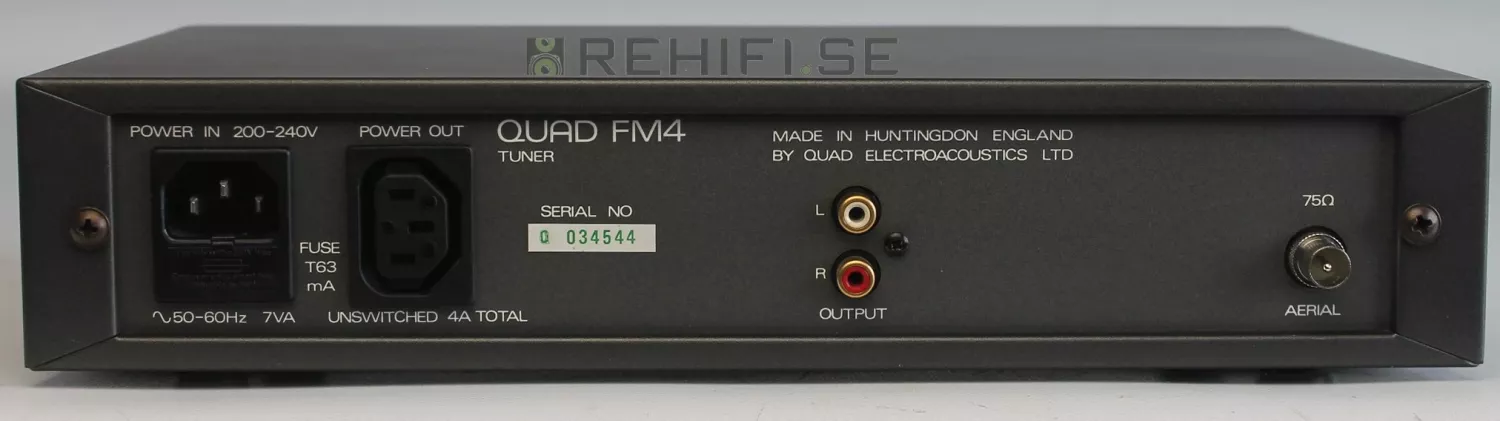 REHIFI.SE
POWER IN 200-240V
POWER OUT
QUAD FM4
TUNER
MADE IN HUNTINGDON ENGLAND
BY QUAD ELECTROACOUSTICS LTD
SERIAL NO
Q 034544
FUSE
T63
mA
∿50-60Hz 7VA
UNSWITCHED 4A TOTAL
L
R
OUTPUT
75Ω
AERIAL